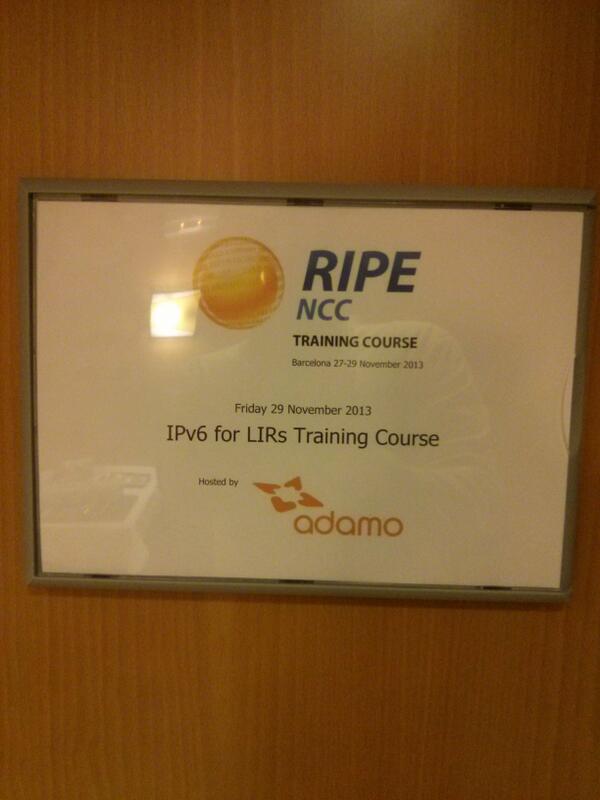 RIPE
NCC
TRAINING COURSE
Barcelona 27-29 November 2013
Friday 29 November 2013
IPv6 for LIRs Training Course
Hosted by
adamo